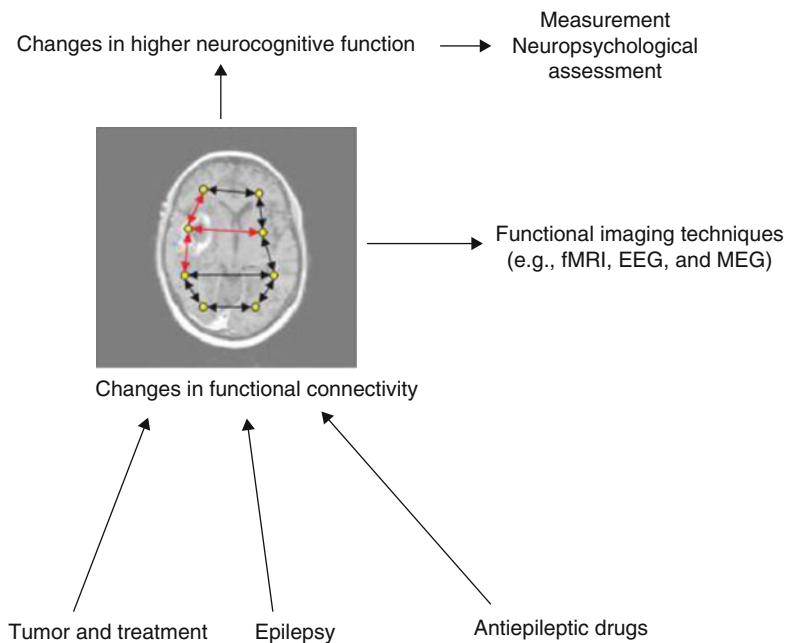 Changes in higher neurocognitive function
Measurement
Neuropsychological
assessment
Functional imaging techniques
(e.g., fMRI, EEG, and MEG)
Changes in functional connectivity
Tumor and treatment
Epilepsy
Antiepileptic drugs